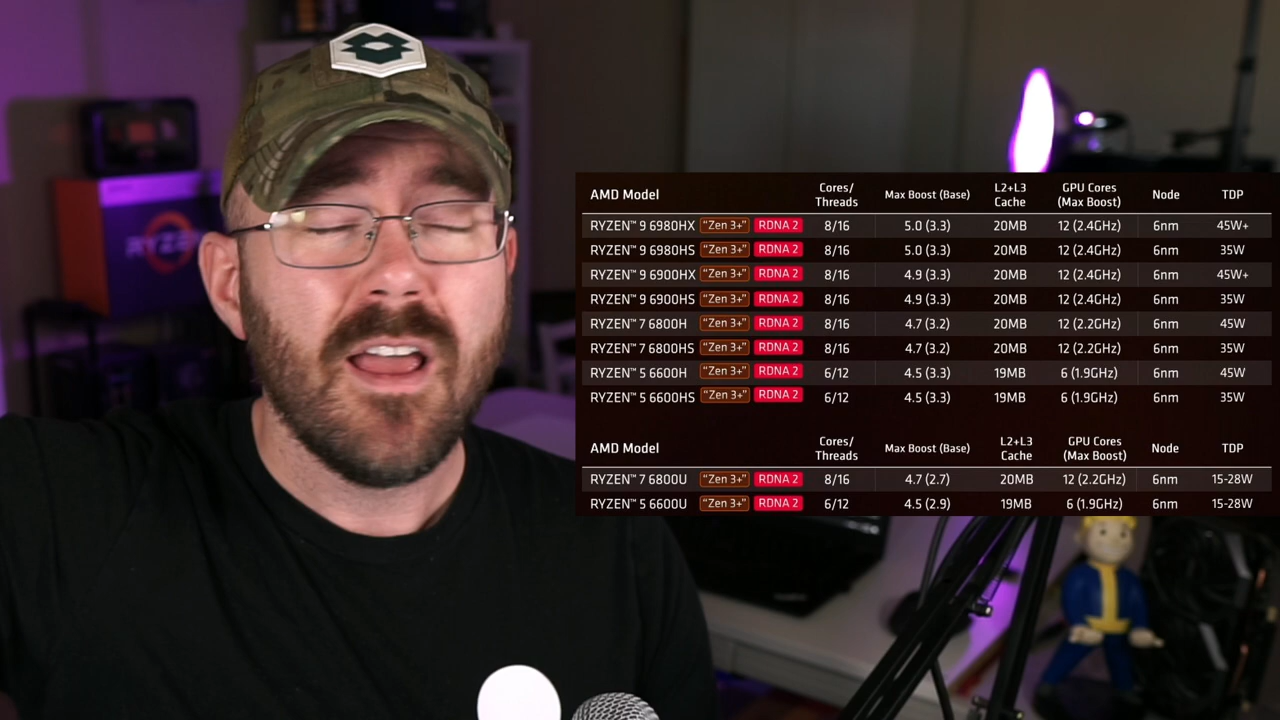 RYZEN
AMD Model Cores/ Threads Max Boost (Base) L2+L3 Cache GPU Cores (Max Boost) Node TDP
RYZEN™ 9 6980HX "Zen 3+" RDNA 2 8/16 5.0 (3.3) 20MB 12 (2.4GHz) 6nm 45W+
RYZEN™ 9 6980HS "Zen 3+" RDNA 2 8/16 5.0 (3.3) 20MB 12 (2.4GHz) 6nm 35W
RYZEN™ 9 6900HX "Zen 3+" RDNA 2 8/16 4.9 (3.3) 20MB 12 (2.4GHz) 6nm 45W+
RYZEN™ 9 6900HS "Zen 3+" RDNA 2 8/16 4.9 (3.3) 20MB 12 (2.4GHz) 6nm 35W
RYZEN™ 7 6800H "Zen 3+" RDNA 2 8/16 4.7 (3.2) 20MB 12 (2.2GHz) 6nm 45W
RYZEN™ 7 6800HS "Zen 3+" RDNA 2 8/16 4.7 (3.2) 20MB 12 (2.2GHz) 6nm 35W
RYZEN™ 5 6600H "Zen 3+" RDNA 2 6/12 4.5 (3.3) 19MB 6 (1.9GHz) 6nm 45W
RYZEN™ 5 6600HS "Zen 3+" RDNA 2 6/12 4.5 (3.3) 19MB 6 (1.9GHz) 6nm 35W
AMD Model Cores/ Threads Max Boost (Base) L2+L3 Cache GPU Cores (Max Boost) Node TDP
RYZEN™ 7 6800U "Zen 3+" RDNA 2 8/16 4.7 (2.7) 20MB 12 (2.2GHz) 6nm 15-28W
RYZEN™ 5 6600U "Zen 3+" RDNA 2 6/12 4.5 (2.9) 19MB 6 (1.9GHz) 6nm 15-28W